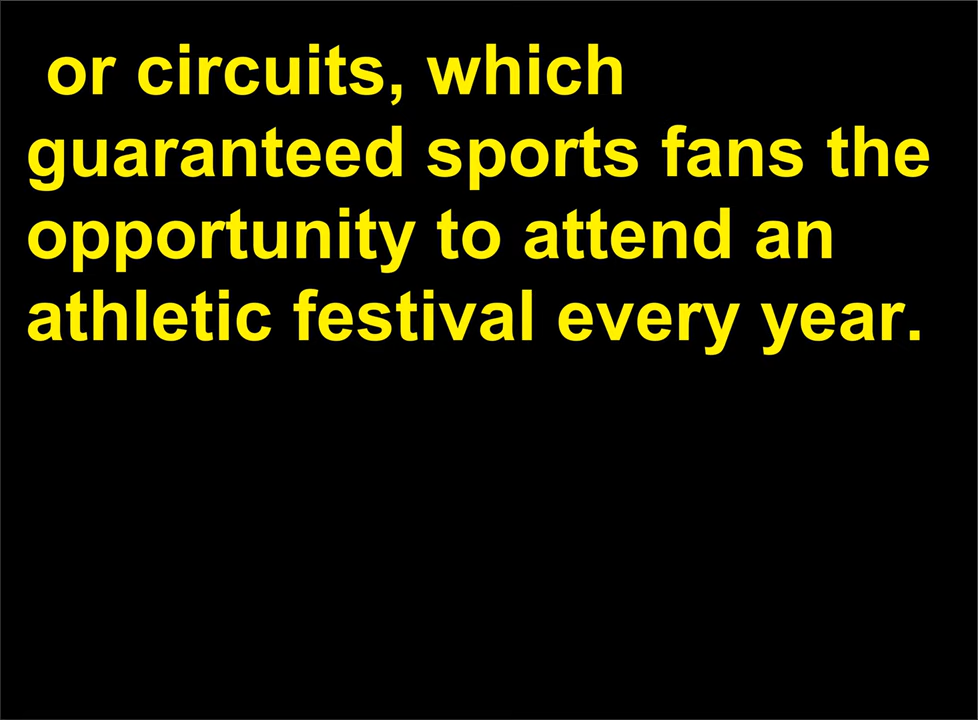 or circuits, which
guaranteed sports fans the
opportunity to attend an
athletic festival every year.